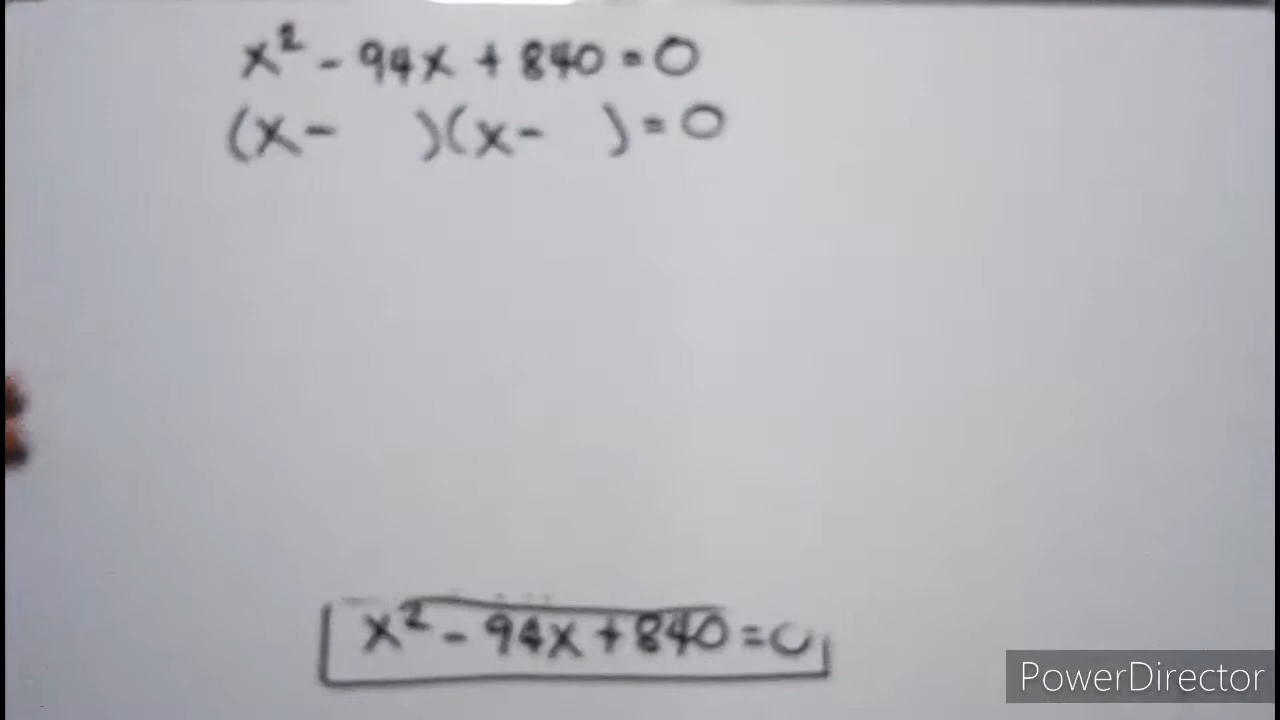 x² - 94x + 840 = 0
(x -    )(x -    ) = 0
x² - 94x + 840 = 0
PowerDirector